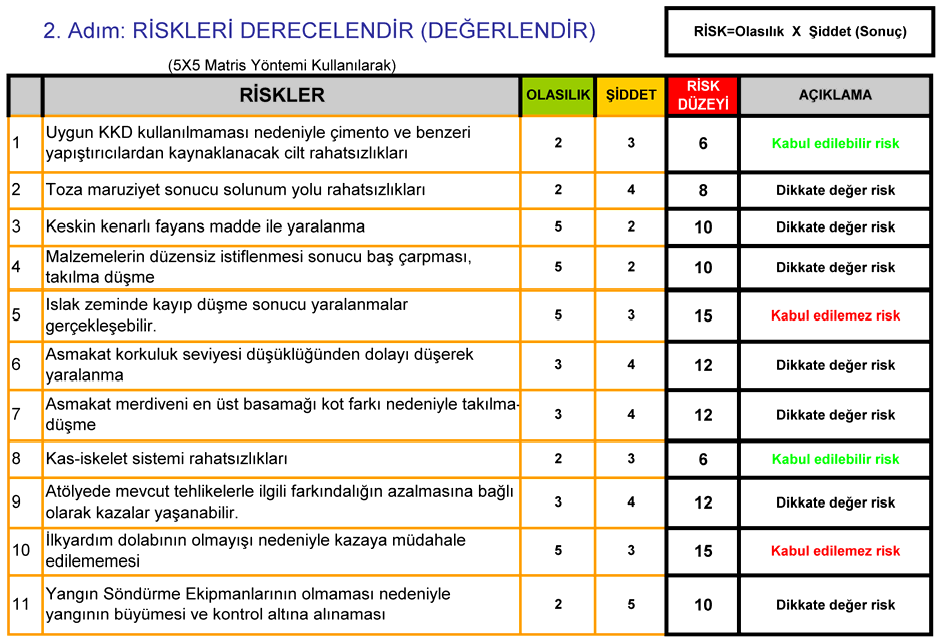 2. Adım: RİSKLERİ DERECELENDİR (DEĞERLENDİR)
RİSK=Olasılık X Şiddet (Sonuç)
(5X5 Matris Yöntemi Kullanılarak)
RİSKLER OLASILIK ŞİDDET RİSK DÜZEYİ AÇIKLAMA
1 Uygun KKD kullanılmaması nedeniyle çimento ve benzeri
yapıştırıcılardan kaynaklanacak cilt rahatsızlıkları 2 3 6 Kabul edilebilir risk
2 Toza maruziyet sonucu solunum yolu rahatsızlıkları 2 4 8 Dikkate değer risk
3 Keskin kenarlı fayans madde ile yaralanma 5 2 10 Dikkate değer risk
4 Malzemelerin düzensiz istiflenmesi sonucu baş çarpması,
takılma düşme 5 2 10 Dikkate değer risk
5 Islak zeminde kayıp düşme sonucu yaralanmalar
gerçekleşebilir. 5 3 15 Kabul edilemez risk
6 Asmakat korkuluk seviyesi düşüklüğünden dolayı düşerek
yaralanma 3 4 12 Dikkate değer risk
7 Asmakat merdiveni en üst basamağı kot farkı nedeniyle takılma-
düşme 3 4 12 Dikkate değer risk
8 Kas-iskelet sistemi rahatsızlıkları 2 3 6 Kabul edilebilir risk
9 Atölyede mevcut tehlikelerle ilgili farkındalığın azalmasına bağlı
olarak kazalar yaşanabilir. 3 4 12 Dikkate değer risk
10 İlkyardım dolabının olmayışı nedeniyle kazaya müdahale
edilememesi 5 3 15 Kabul edilemez risk
11 Yangın Söndürme Ekipmanlarının olmaması nedeniyle
yangının büyümesi ve kontrol altına alınaması 2 5 10 Dikkate değer risk